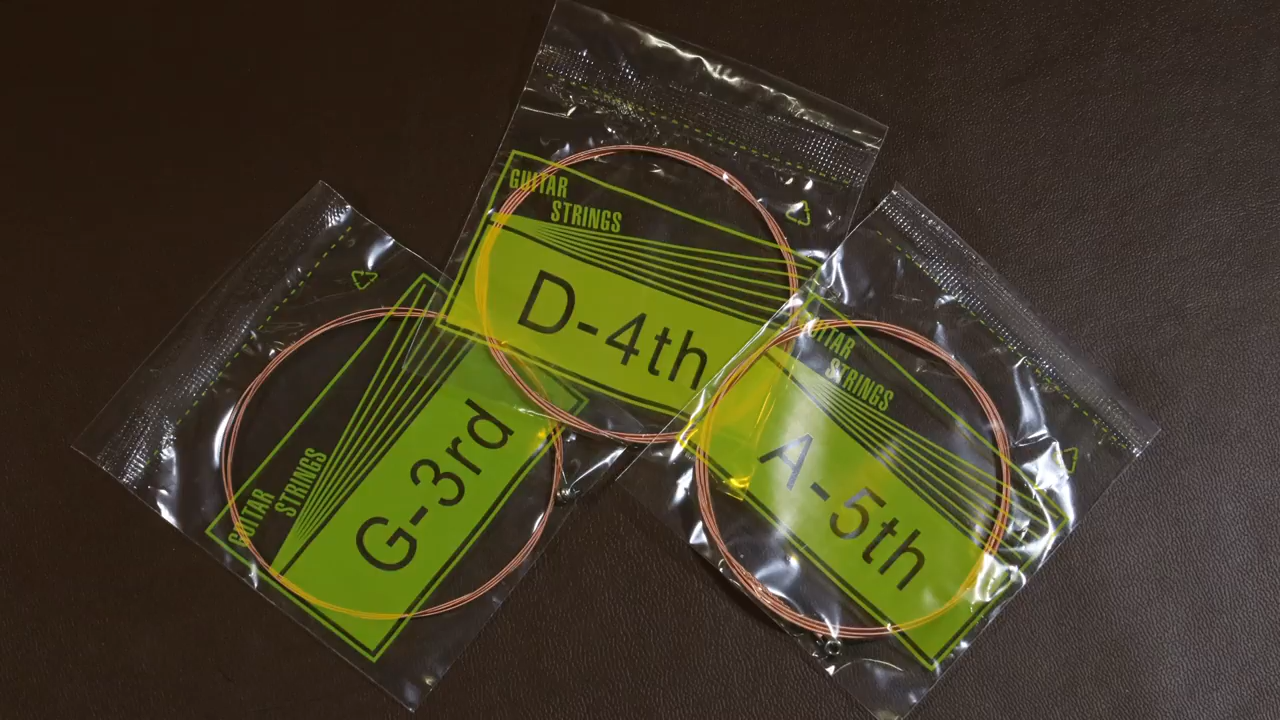 GUITAR
STRINGS
D-4th
GUITAR
STRINGS
G-3rd
GUITAR
STRINGS
A-5th